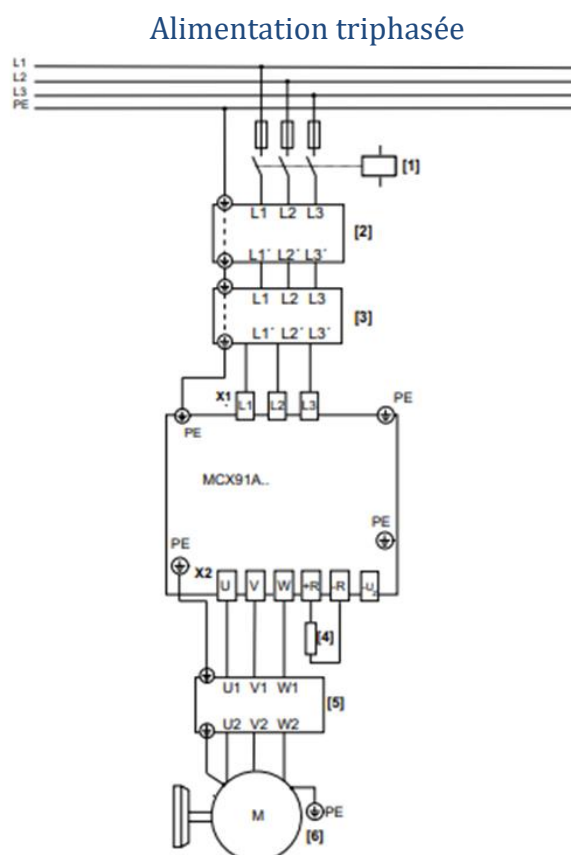 Alimentation triphasée
L1
L2
L3
PE
[1]
L1 L2 L3
[2]
L1´ L2´ L3´
L1 L2 L3
[3]
L1´ L2´ L3´
X1
L1 L2 L3
PE
PE
MCX91A..
PE
PE
X2
U V W +R -R
[4]
U1 V1 W1
[5]
U2 V2 W2
M
PE
[6]